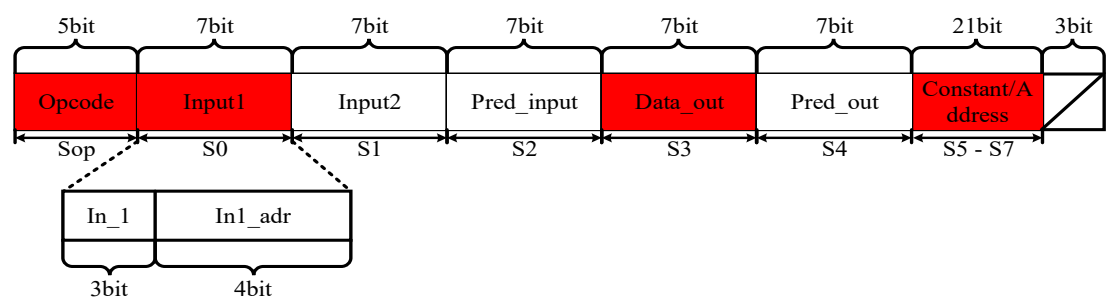 5bit 7bit 7bit 7bit 7bit 7bit 21bit 3bit
Opcode Input1 Input2 Pred_input Data_out Pred_out Constant/A
ddress
Sop S0 S1 S2 S3 S4 S5 - S7
In_1 In1_adr
3bit 4bit